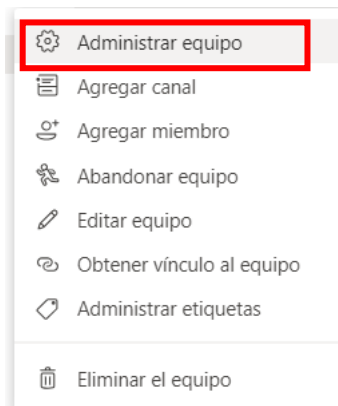 Administrar equipo
Agregar canal
Agregar miembro
Abandonar equipo
Editar equipo
Obtener vínculo al equipo
Administrar etiquetas
Eliminar el equipo